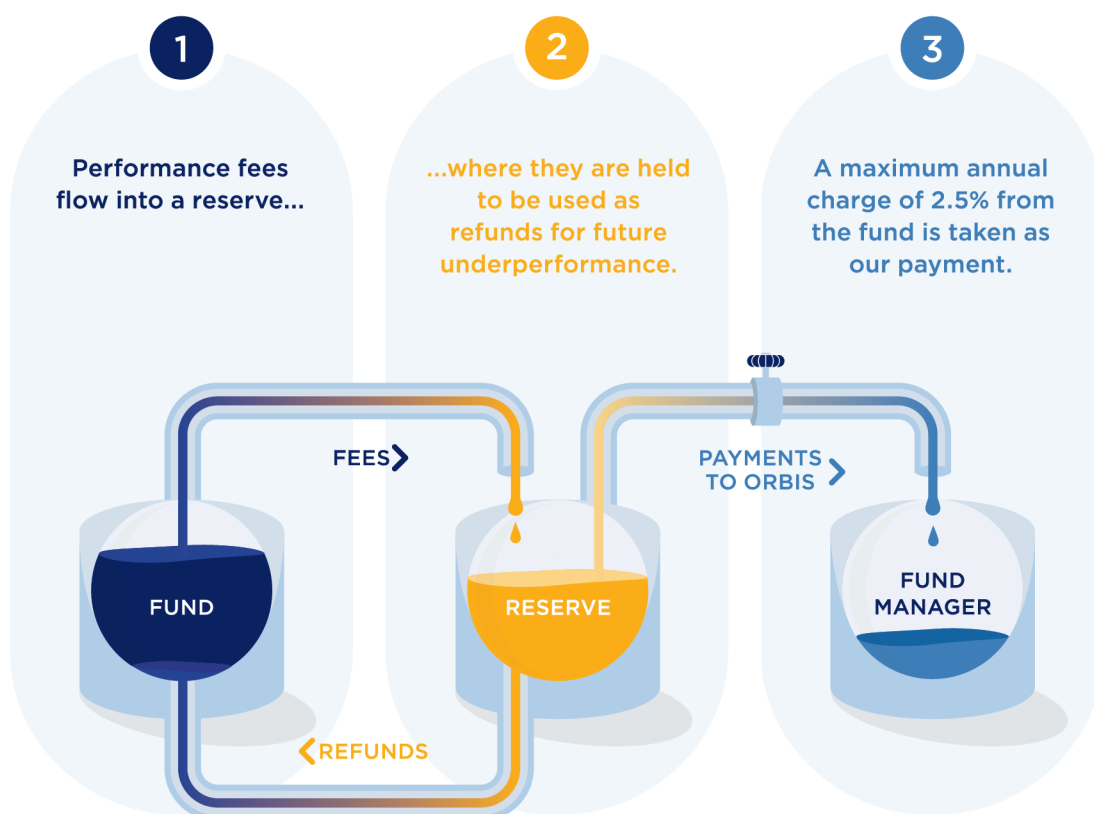 1
Performance fees
flow into a reserve...
2
...where they are held
to be used as
refunds for future
underperformance.
3
A maximum annual
charge of 2.5% from
the fund is taken as
our payment.
FEES
PAYMENTS
TO ORBIS
FUND
RESERVE
FUND
MANAGER
REFUNDS